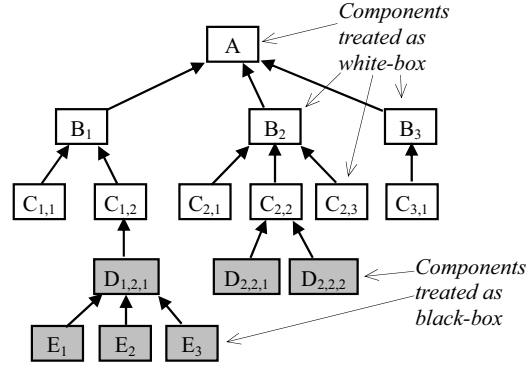 Components
treated as
white-box
A
B1
B2
B3
C1,1
C1,2
C2,1
C2,2
C2,3
C3,1
D1,2,1
D2,2,1
D2,2,2
Components
treated as
black-box
E1
E2
E3